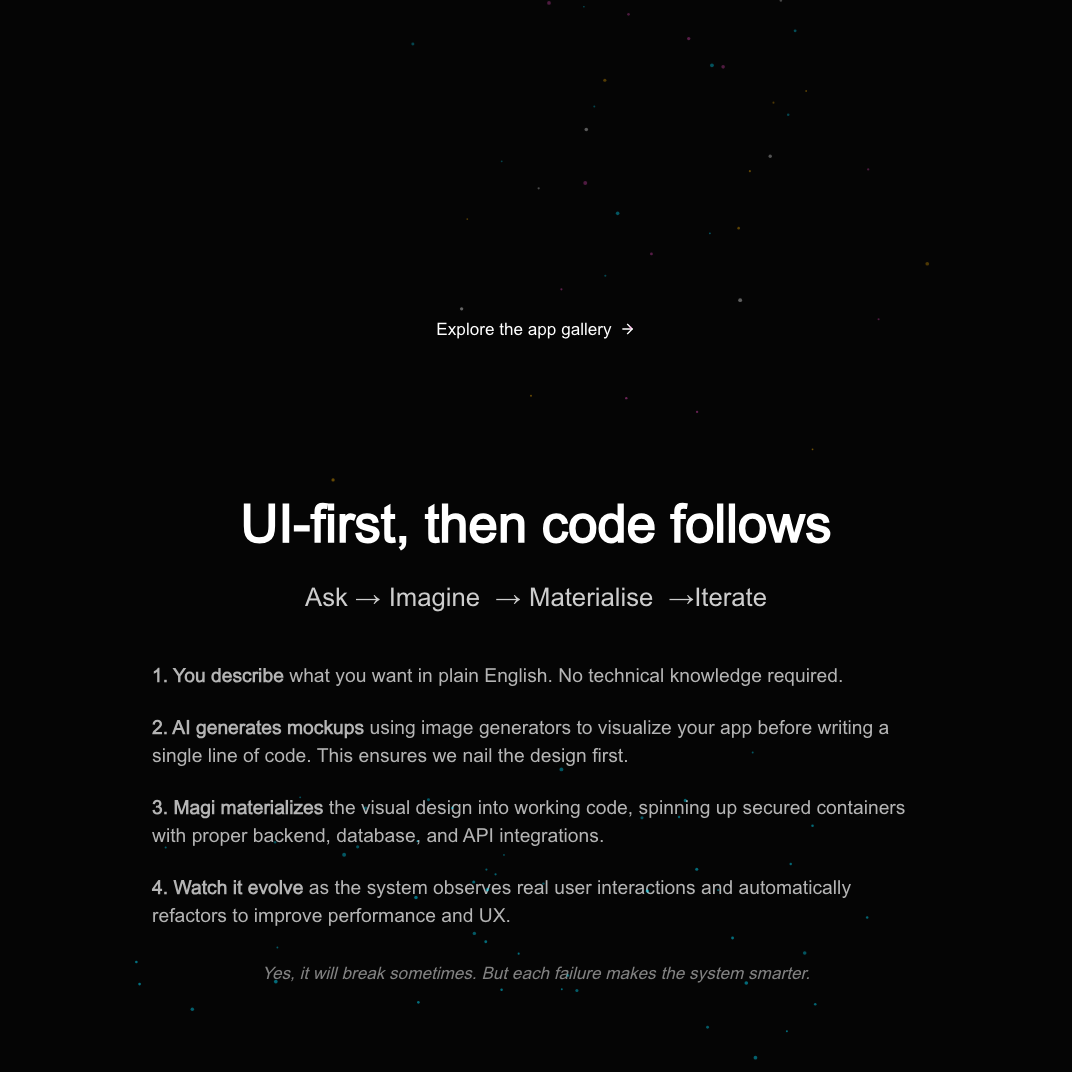 Explore the app gallery →
UI-first, then code follows
Ask → Imagine → Materialise →Iterate
1. You describe what you want in plain English. No technical knowledge required.
2. AI generates mockups using image generators to visualize your app before writing a
single line of code. This ensures we nail the design first.
3. Magi materializes the visual design into working code, spinning up secured containers
with proper backend, database, and API integrations.
4. Watch it evolve as the system observes real user interactions and automatically
refactors to improve performance and UX.
Yes, it will break sometimes. But each failure makes the system smarter.